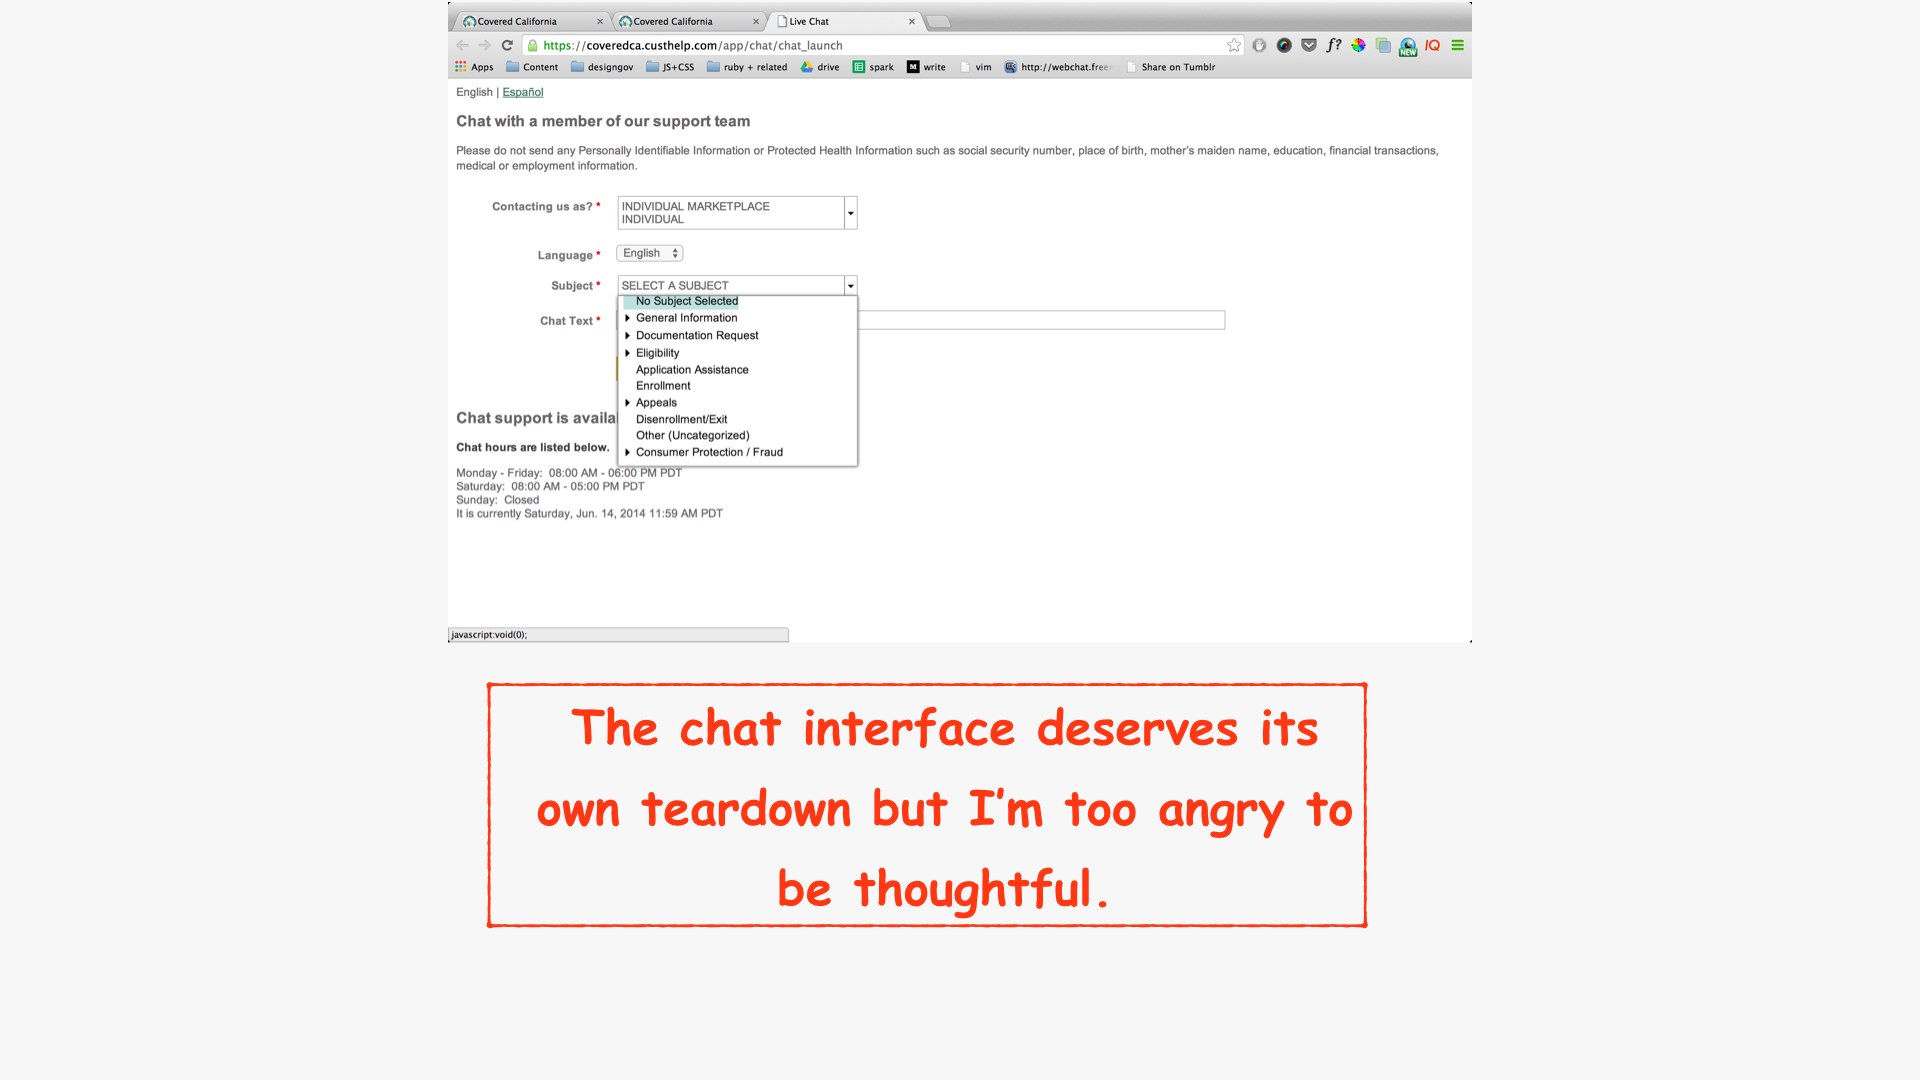 Covered California
Covered California
Live Chat
https://coveredca.custhelp.com/app/chat/chat_launch
f?
NEW
IQ
Apps Content designgov JS+CSS ruby + related drive spark M write vim http://webchat.free Share on Tumblr
English | Español
Chat with a member of our support team
Please do not send any Personally Identifiable Information or Protected Health Information such as social security number, place of birth, mother's maiden name, education, financial transactions,
medical or employment information.
Contacting us as? *
INDIVIDUAL MARKETPLACE
INDIVIDUAL
Language * English
Subject * SELECT A SUBJECT
No Subject Selected
General Information
Chat Text *
Documentation Request
Eligibility
Application Assistance
Enrollment
Appeals
Disenrollment/Exit
Other (Uncategorized)
Consumer Protection / Fraud
Chat support is availa
Chat hours are listed below.
Monday - Friday: 08:00 AM - 06:00 PM PDT
Saturday: 08:00 AM - 05:00 PM PDT
Sunday: Closed
It is currently Saturday, Jun. 14, 2014 11:59 AM PDT
javascript:void(0);
The chat interface deserves its
own teardown but I'm too angry to
be thoughtful.